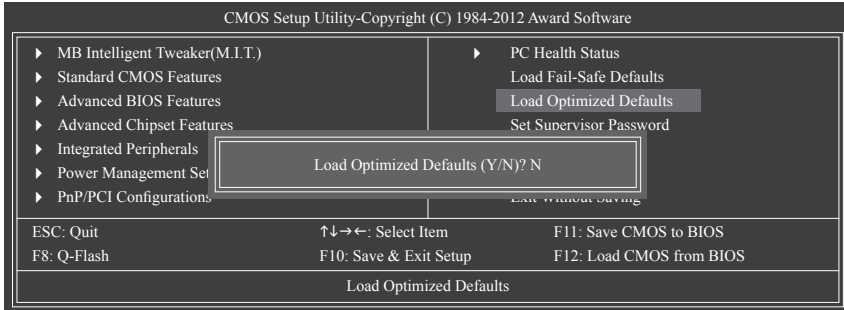 CMOS Setup Utility-Copyright (C) 1984-2012 Award Software
MB Intelligent Tweaker(M.I.T.)
Standard CMOS Features
Advanced BIOS Features
Advanced Chipset Features
Integrated Peripherals
Power Management Set
PnP/PCI Configurations
PC Health Status
Load Fail-Safe Defaults
Load Optimized Defaults
Set Supervisor Password
Exit Without Saving
Load Optimized Defaults (Y/N)? N
ESC: Quit ↑↓→←: Select Item F11: Save CMOS to BIOS
F8: Q-Flash F10: Save & Exit Setup F12: Load CMOS from BIOS
Load Optimized Defaults